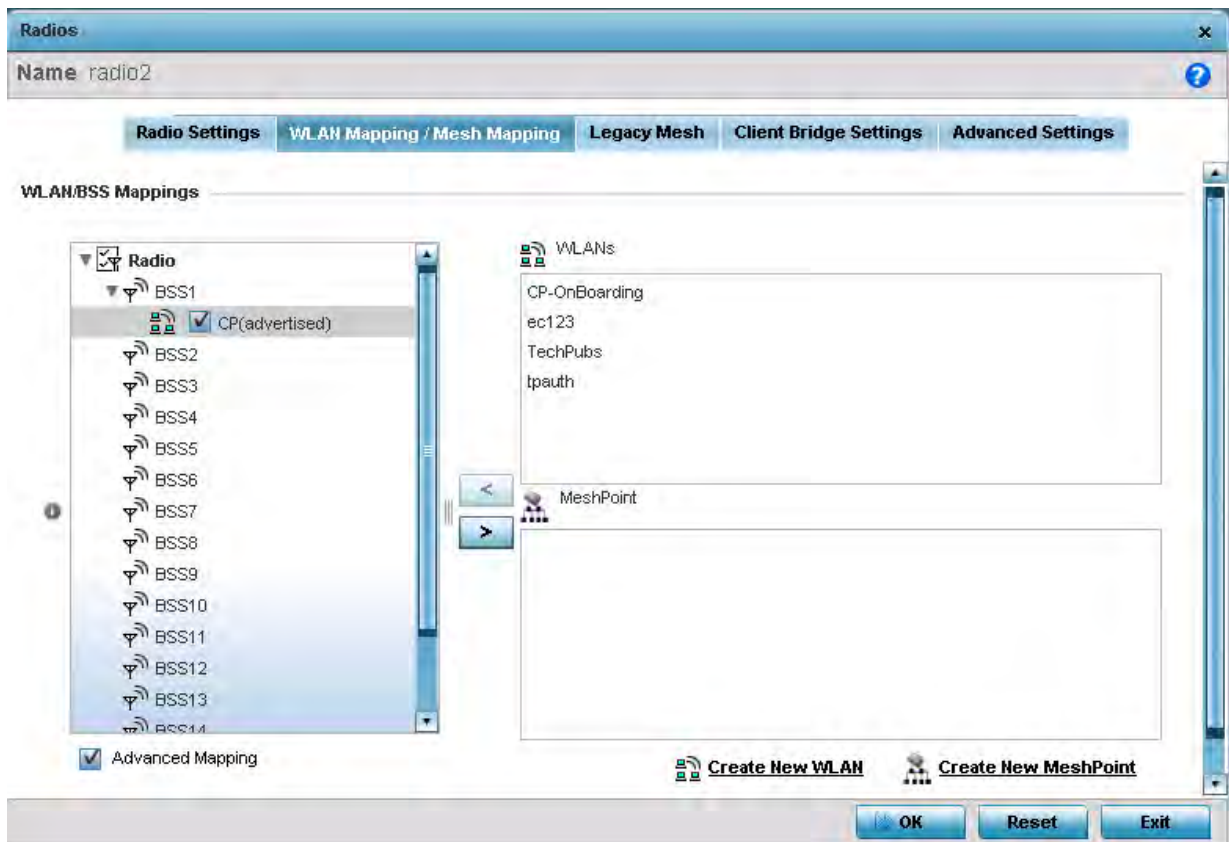 Radios
Name radio2
Radio Settings
WLAN Mapping / Mesh Mapping
Legacy Mesh
Client Bridge Settings
Advanced Settings
WLAN/BSS Mappings
Radio
BSS1
CP(advertised)
BSS2
BSS3
BSS4
BSS5
BSS6
BSS7
BSS8
BSS9
BSS10
BSS11
BSS12
BSS13
BSS14
Advanced Mapping
<
>
WLANs
CP-OnBoarding
ec123
TechPubs
tpauth
MeshPoint
Create New WLAN
Create New MeshPoint
OK
Reset
Exit